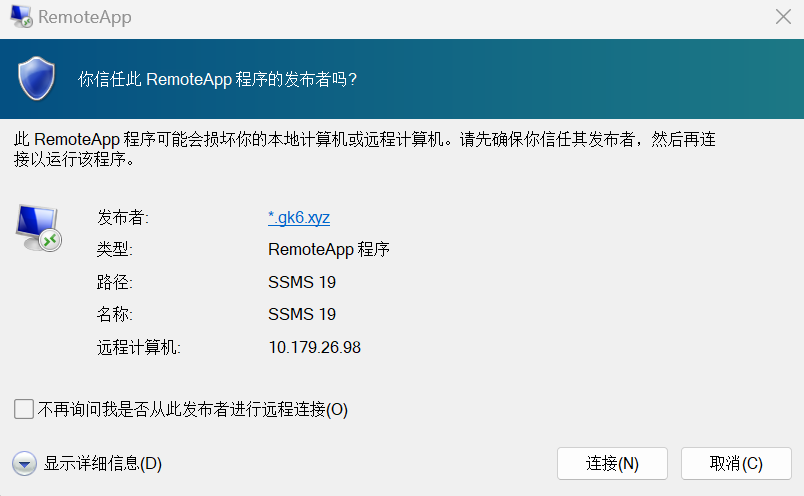 RemoteApp
你信任此 RemoteApp 程序的发布者吗?
此 RemoteApp 程序可能会损坏你的本地计算机或远程计算机。请先确保你信任其发布者，然后再连
接以运行该程序。
发布者: *.gk6.xyz
类型: RemoteApp 程序
路径: SSMS 19
名称: SSMS 19
远程计算机: 10.179.26.98
不再询问我是否从此发布者进行远程连接(O)
显示详细信息(D) 连接(N) 取消(C)